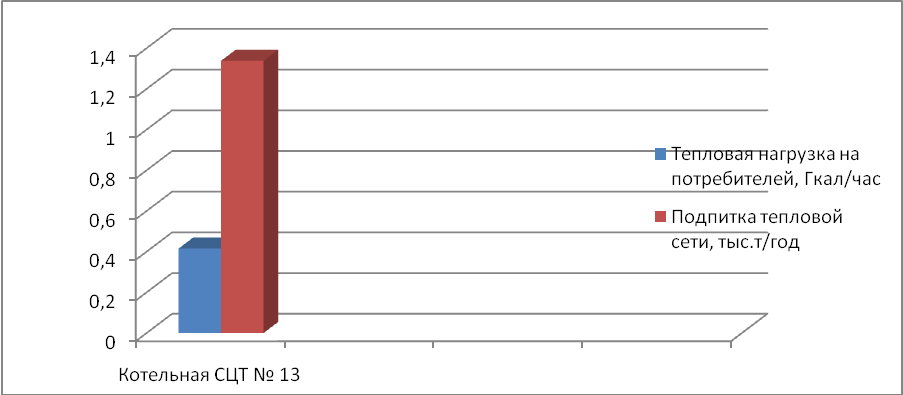 1,4
1,2
1
0,8
0,6
0,4
0,2
0
Котельная СЦТ № 13
Тепловая нагрузка на
потребителей, Гкал/час
Подпитка тепловой
сети, тыс.т/год